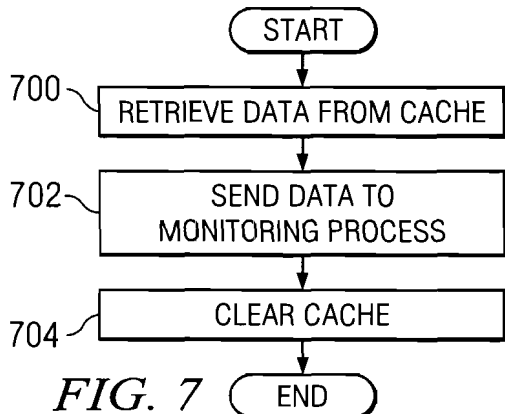 START
700
RETRIEVE DATA FROM CACHE
702
SEND DATA TO
MONITORING PROCESS
704
CLEAR CACHE
FIG. 7
END